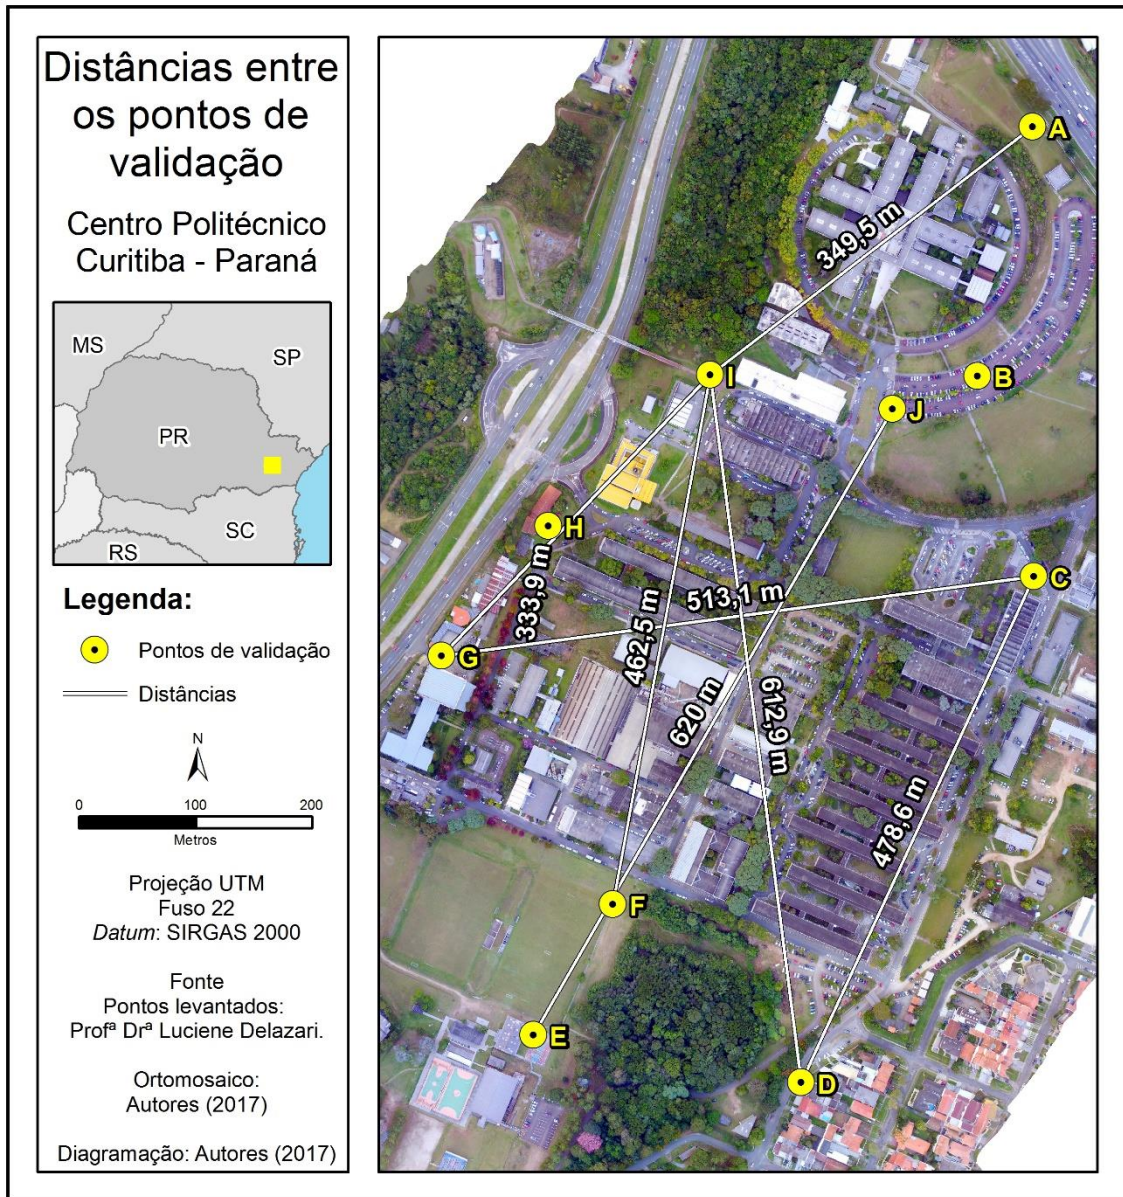 Distâncias entre
os pontos de
validação
Centro Politécnico
Curitiba - Paraná
MS
SP
PR
SC
RS
Legenda:
Pontos de validação
Distâncias
N
0 100 200
Metros
Projeção UTM
Fuso 22
Datum: SIRGAS 2000
Fonte
Pontos levantados:
Profª Drª Luciene Delazari.
Ortomosaico:
Autores (2017)
Diagramação: Autores (2017)
A
349,5 m
I
B
J
H
C
333,9 m
513,1 m
462,5 m
G
620 m
612,9 m
478,6 m
F
E
D